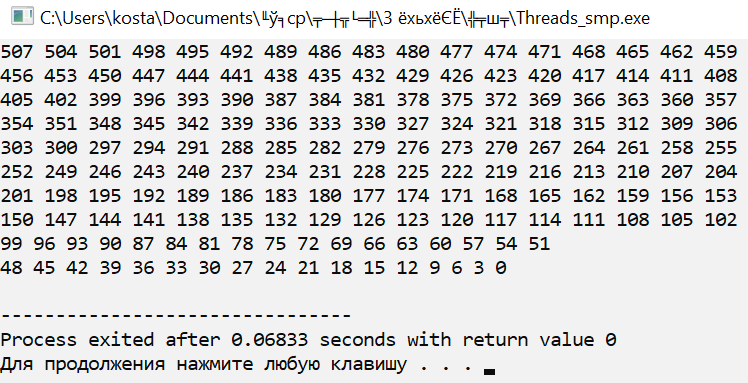 C:\Users\kosta\Documents\╙ў╕ср\╤┼╥└═╬\3 ёхьхёЄЁ\╬╤ш╤\Threads_smp.exe
507 504 501 498 495 492 489 486 483 480 477 474 471 468 465 462 459
456 453 450 447 444 441 438 435 432 429 426 423 420 417 414 411 408
405 402 399 396 393 390 387 384 381 378 375 372 369 366 363 360 357
354 351 348 345 342 339 336 333 330 327 324 321 318 315 312 309 306
303 300 297 294 291 288 285 282 279 276 273 270 267 264 261 258 255
252 249 246 243 240 237 234 231 228 225 222 219 216 213 210 207 204
201 198 195 192 189 186 183 180 177 174 171 168 165 162 159 156 153
150 147 144 141 138 135 132 129 126 123 120 117 114 111 108 105 102
99 96 93 90 87 84 81 78 75 72 69 66 63 60 57 54 51
48 45 42 39 36 33 30 27 24 21 18 15 12 9 6 3 0
--------------------------------
Process exited after 0.06833 seconds with return value 0
Для продолжения нажмите любую клавишу . . .